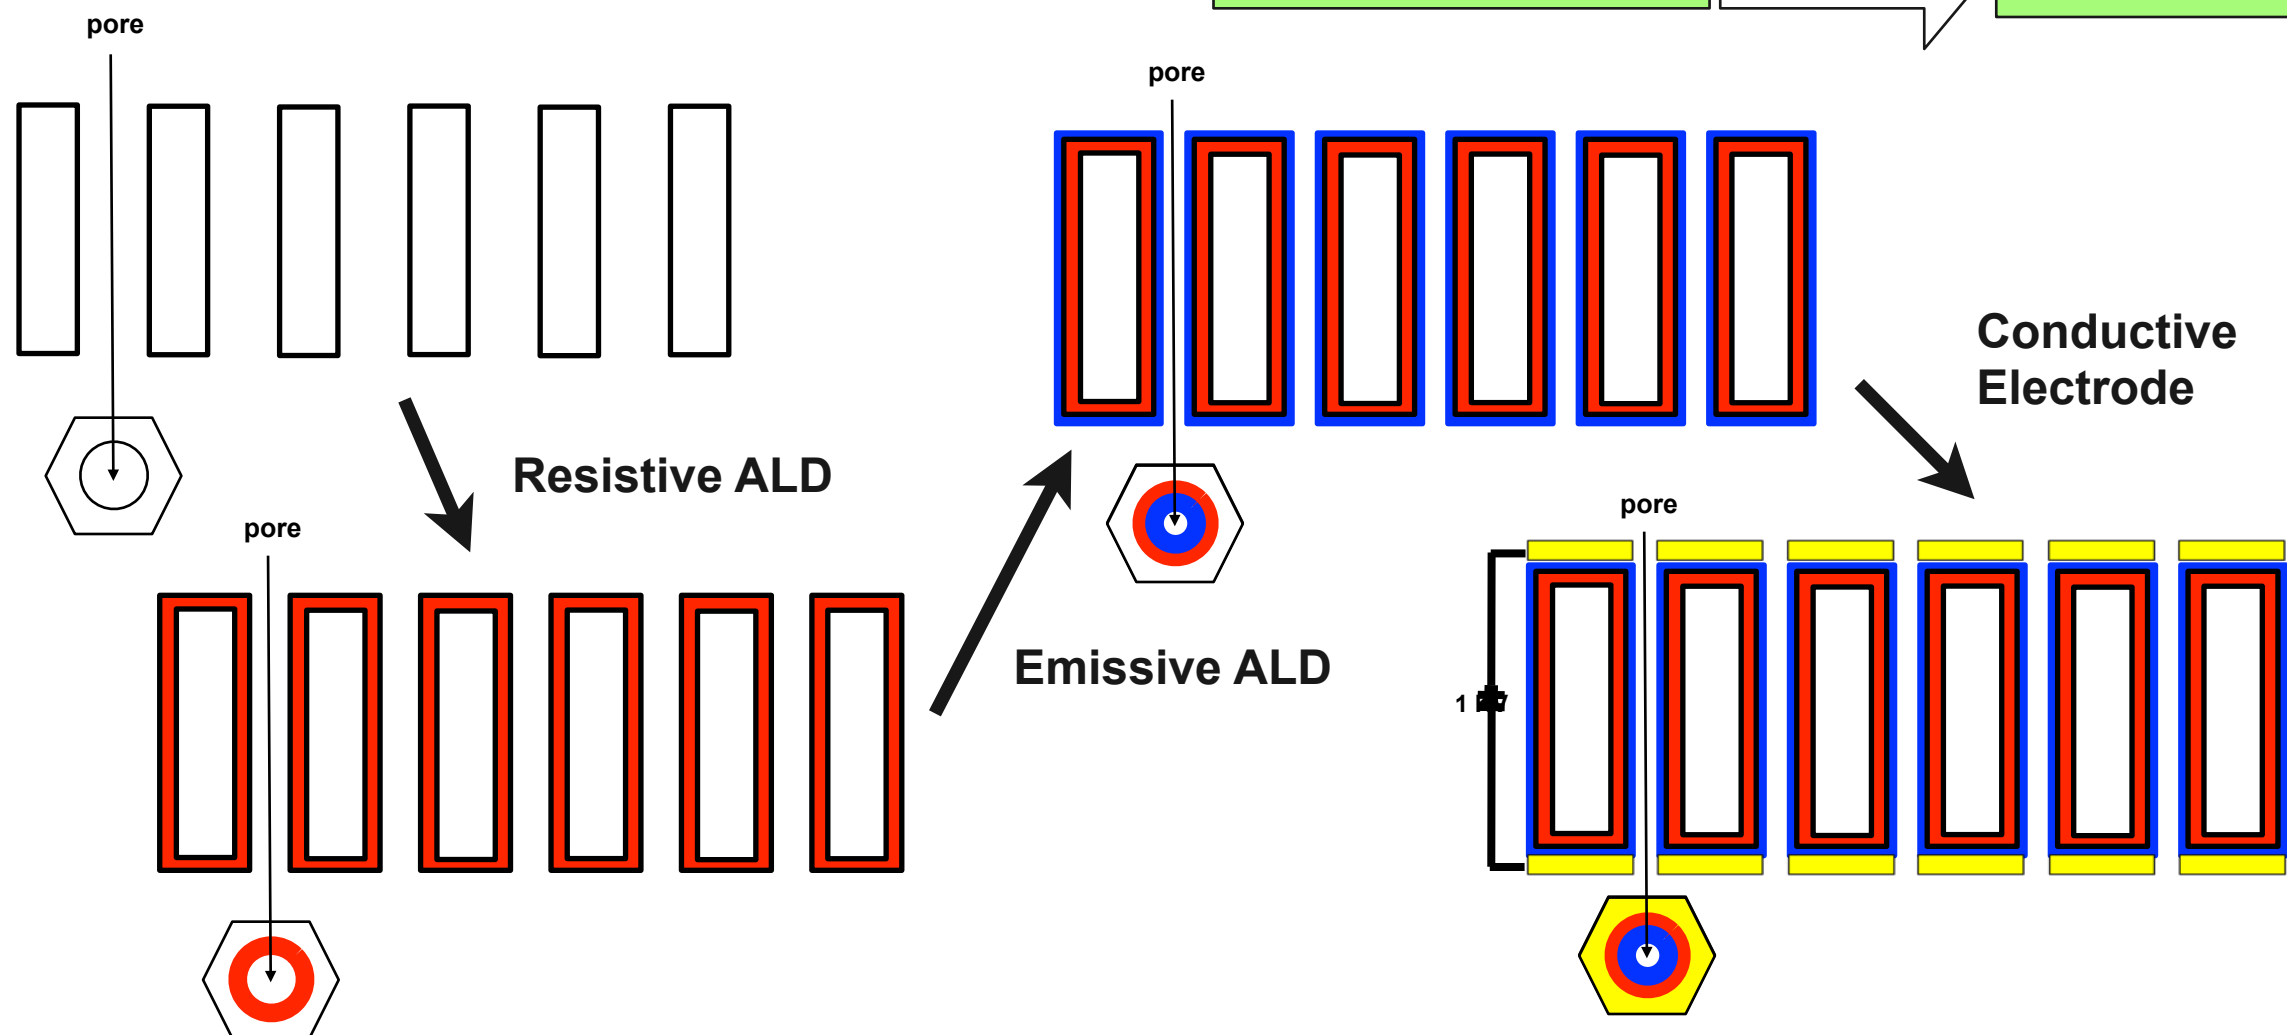 pore
pore
Conductive
Electrode
Resistive ALD
pore
pore
Emissive ALD
1